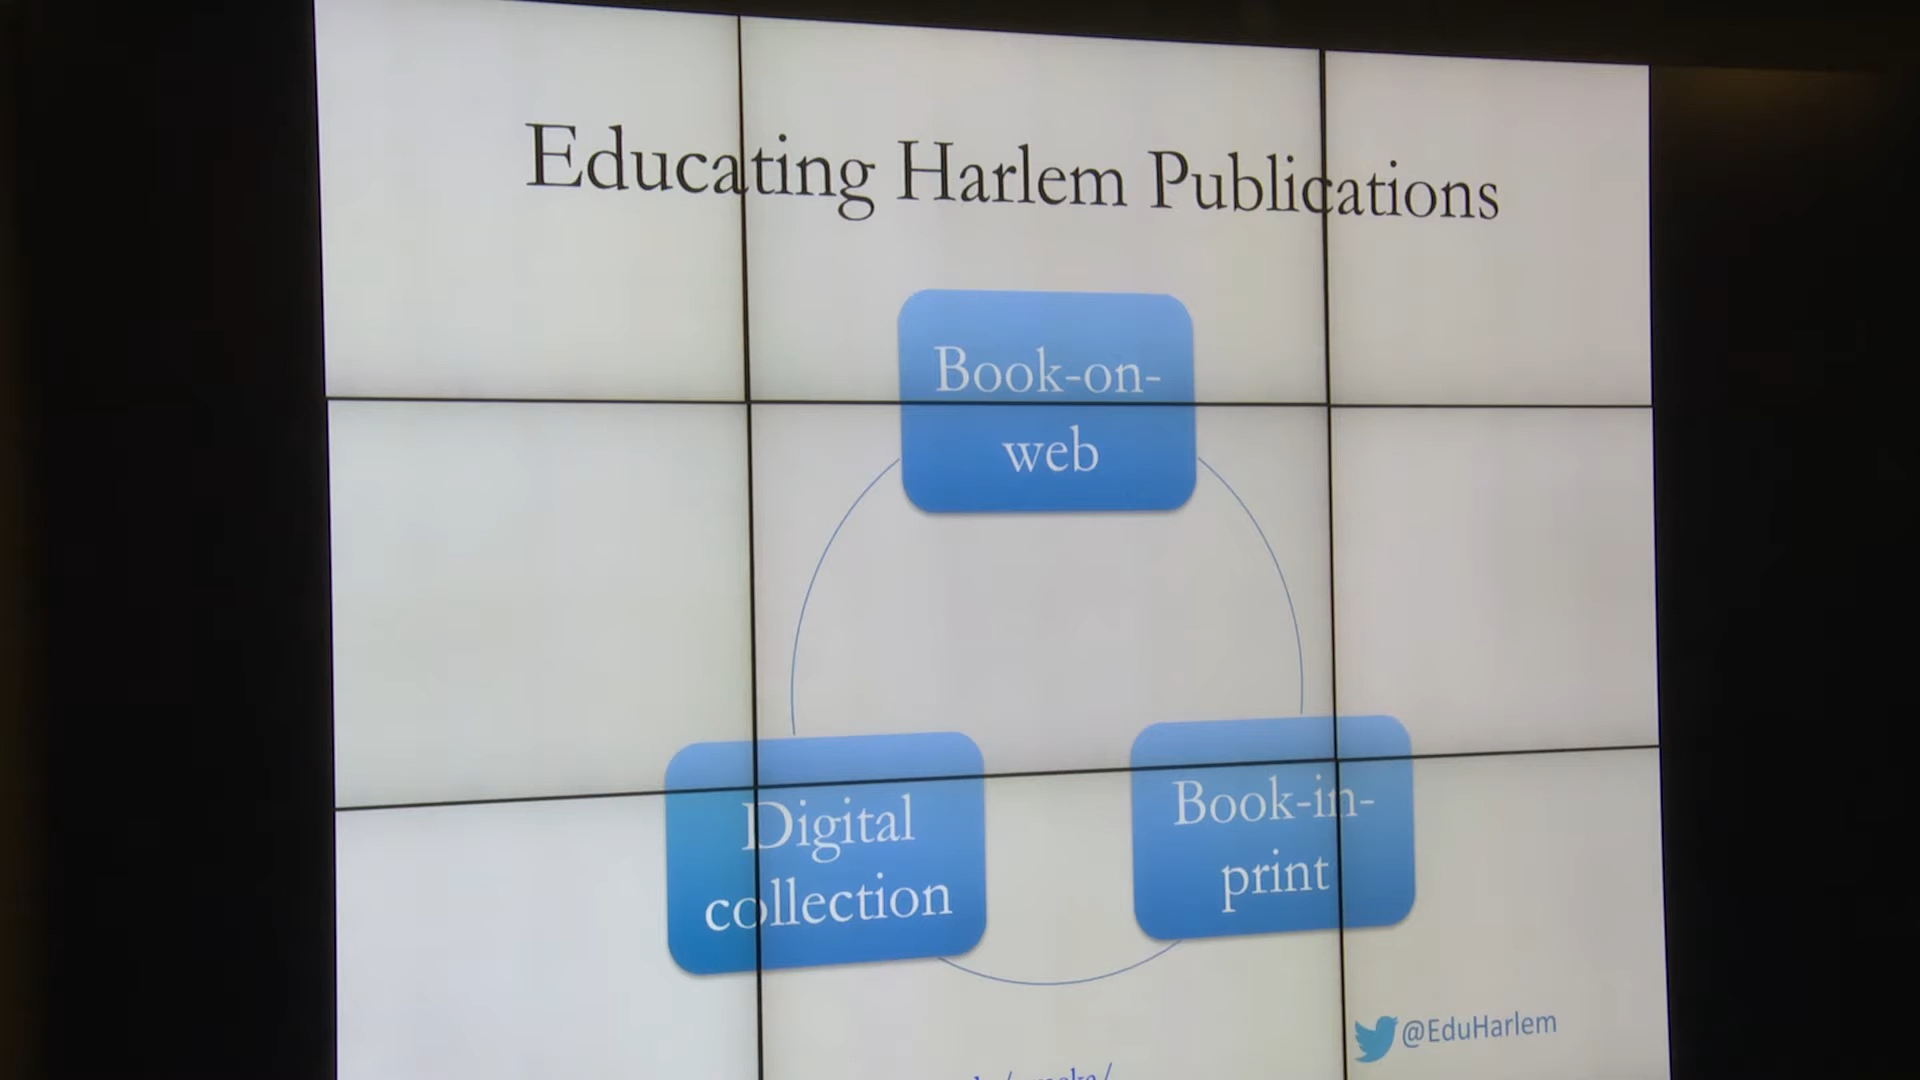 Educating Harlem Publications
Book-on-
web
Digital
collection
Book-in-
print
@EduHarlem